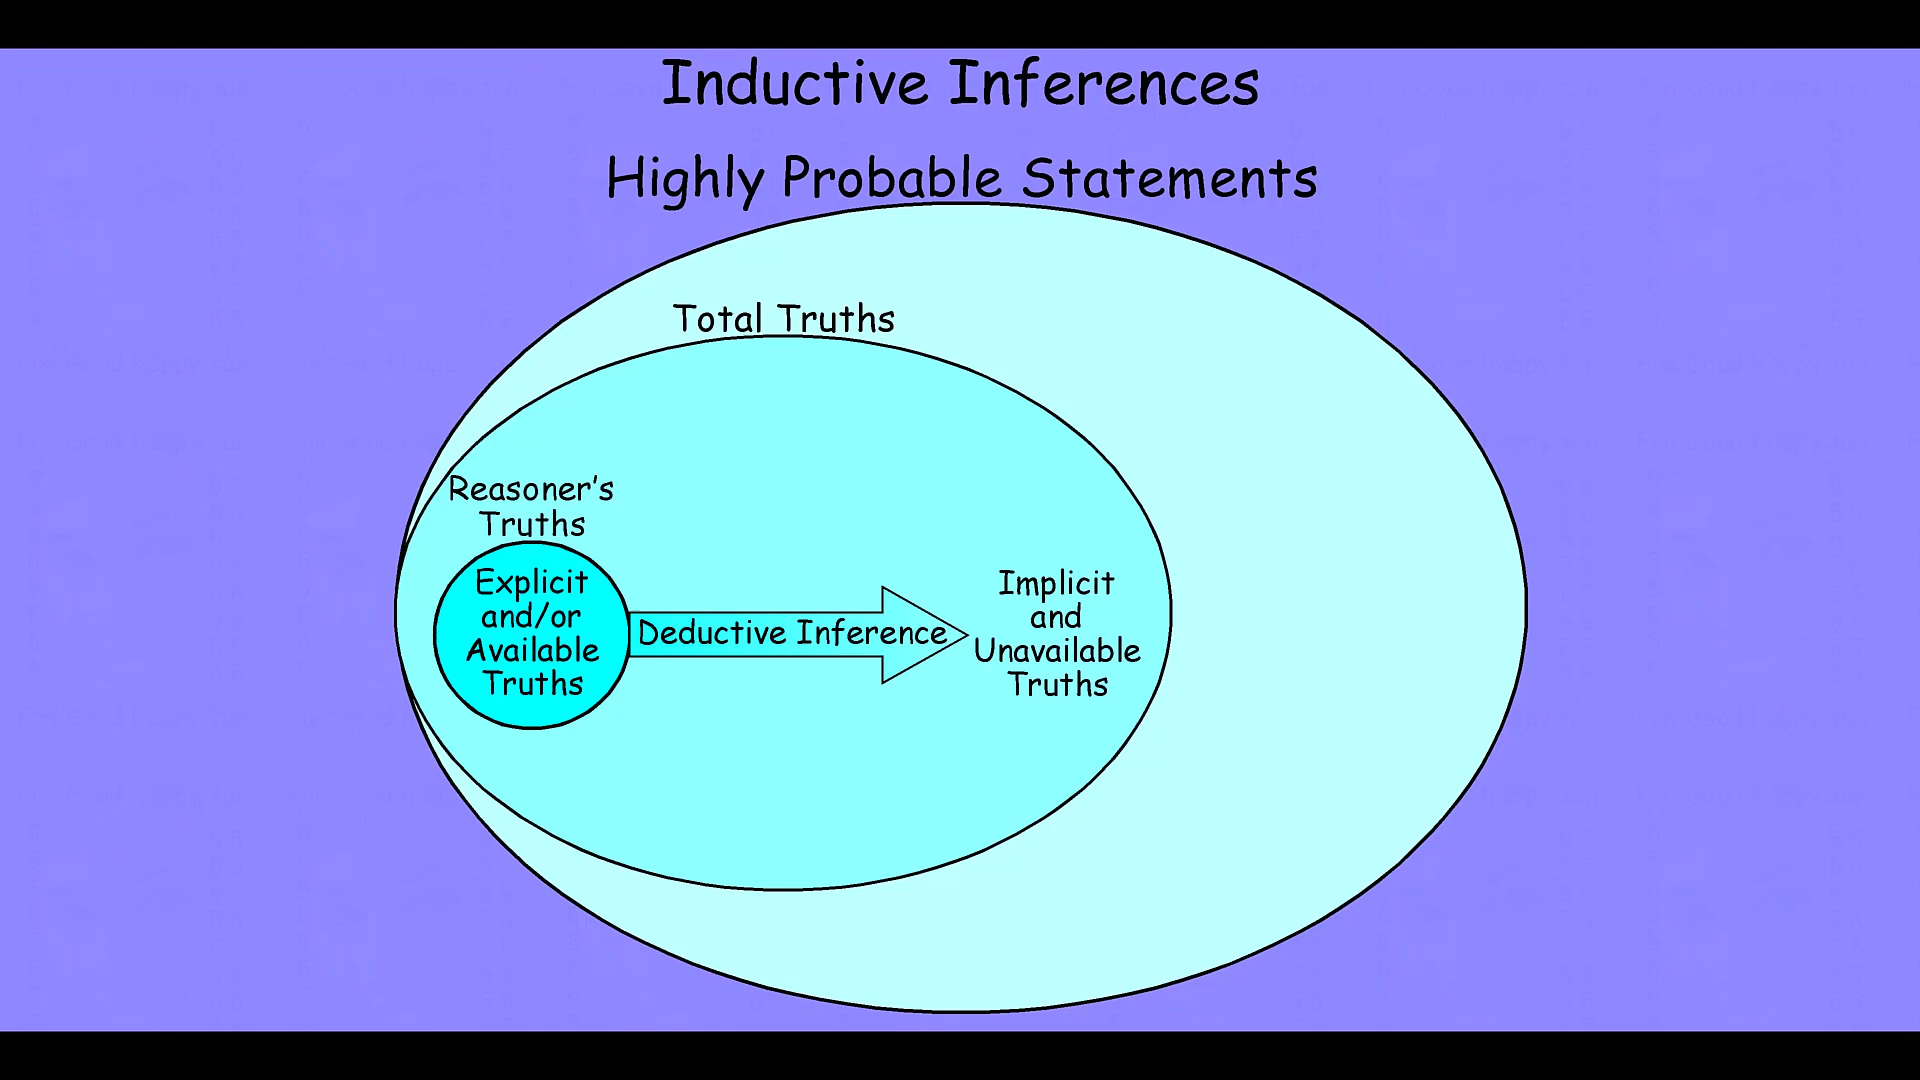 Inductive Inferences
Highly Probable Statements
Total Truths
Reasoner's
Truths
Explicit
and/or
Available
Truths
Deductive Inference
Implicit
and
Unavailable
Truths